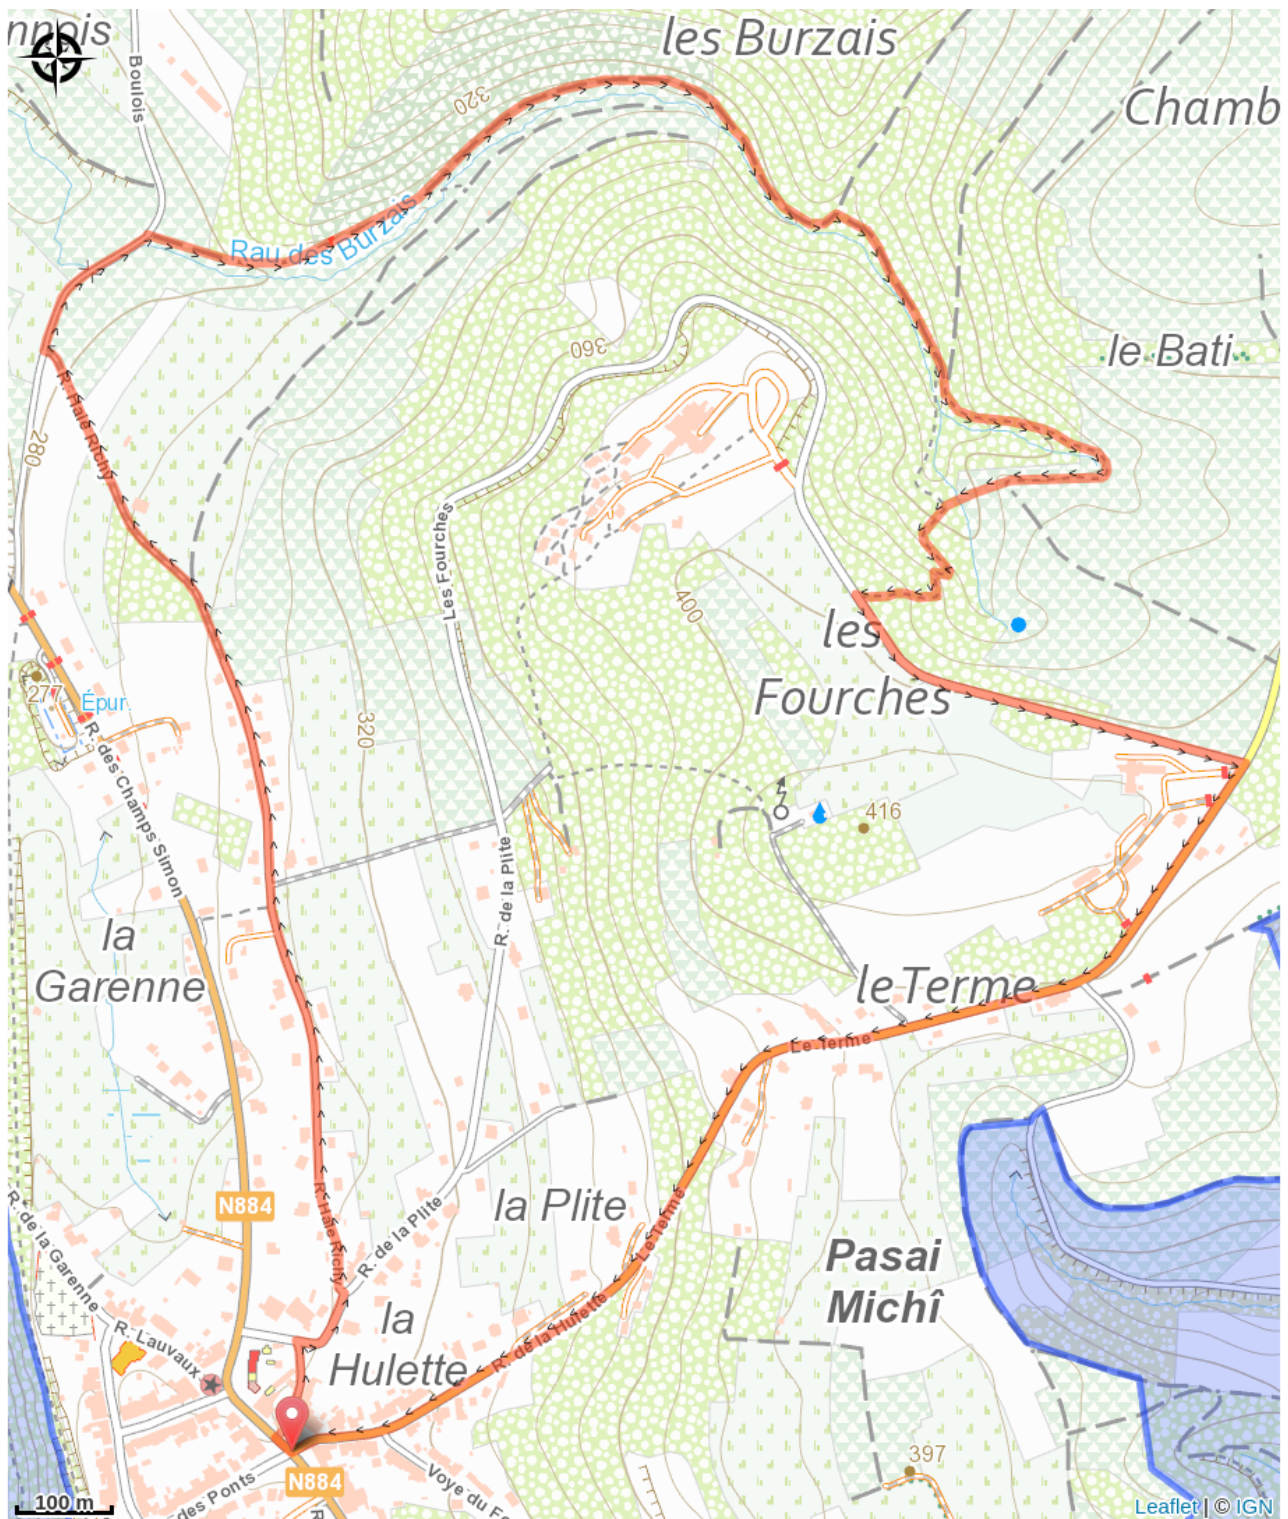 les Burzais
Boulois
320
Chamb
Rau des Burzais
360
le Bati
R. Haie Richy
280
Les Fourches
400
les
Fourches
277
Épur
320
R. des Champs Simon
416
R. de la Plite
la
Garenne
le Terme
Le Terme
N884
R. Haie Richy
R. de la Plite
la Plite
Le Terme
R. de la Garenne
Pasai
Michî
la
Hulette
R. de la Hulette
R. Lauvaux
397
N884
des Ponts
Voye du Fo
R
100 m
Leaflet | © IGN